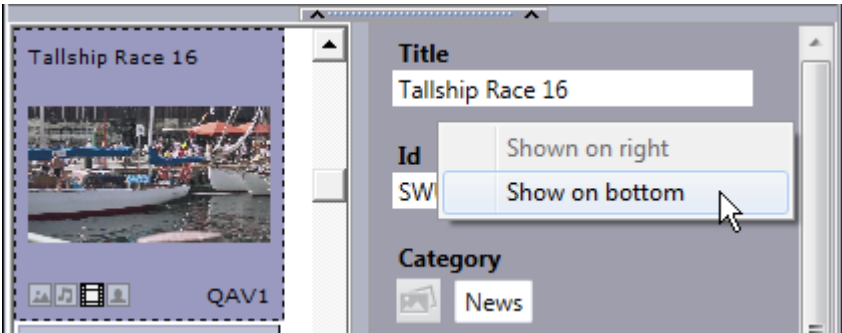 Tallship Race 16
QAV1
Title
Tallship Race 16
Id
Shown on right
Show on bottom
Category
News